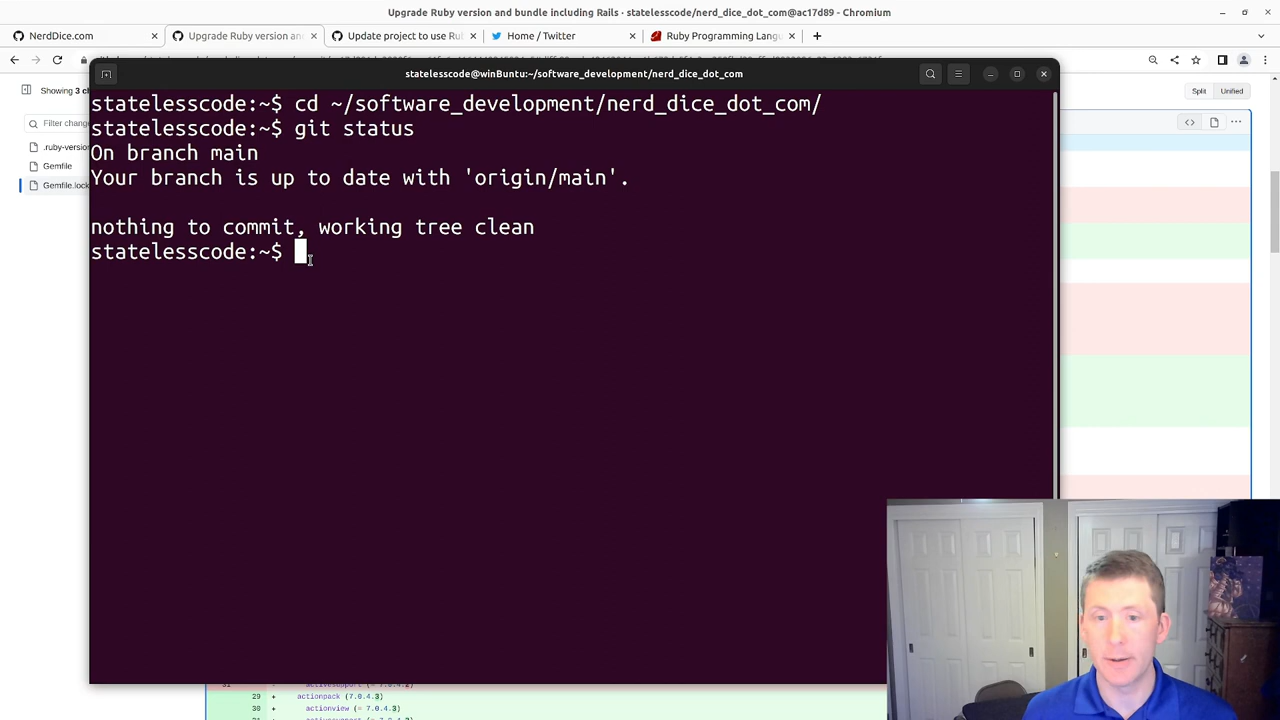 Upgrade Ruby version and bundle including Rails · statelesscode/nerd_dice_dot_com@ac17d89 - Chromium
NerdDice.com
Upgrade Ruby version an
Update project to use Ru
Home / Twitter
Ruby Programming Langu
statelesscode@winBuntu:~/software_development/nerd_dice_dot_com
Showing 3 ch
Split
Unified
Filter change
.ruby-version
Gemfile
Gemfile.lock
statelesscode:~$ cd ~/software_development/nerd_dice_dot_com/
statelesscode:~$ git status
On branch main
Your branch is up to date with 'origin/main'.
nothing to commit, working tree clean
statelesscode:~$
29 + actionpack (7.0.4.3)
30 + actionview (= 7.0.4.3)